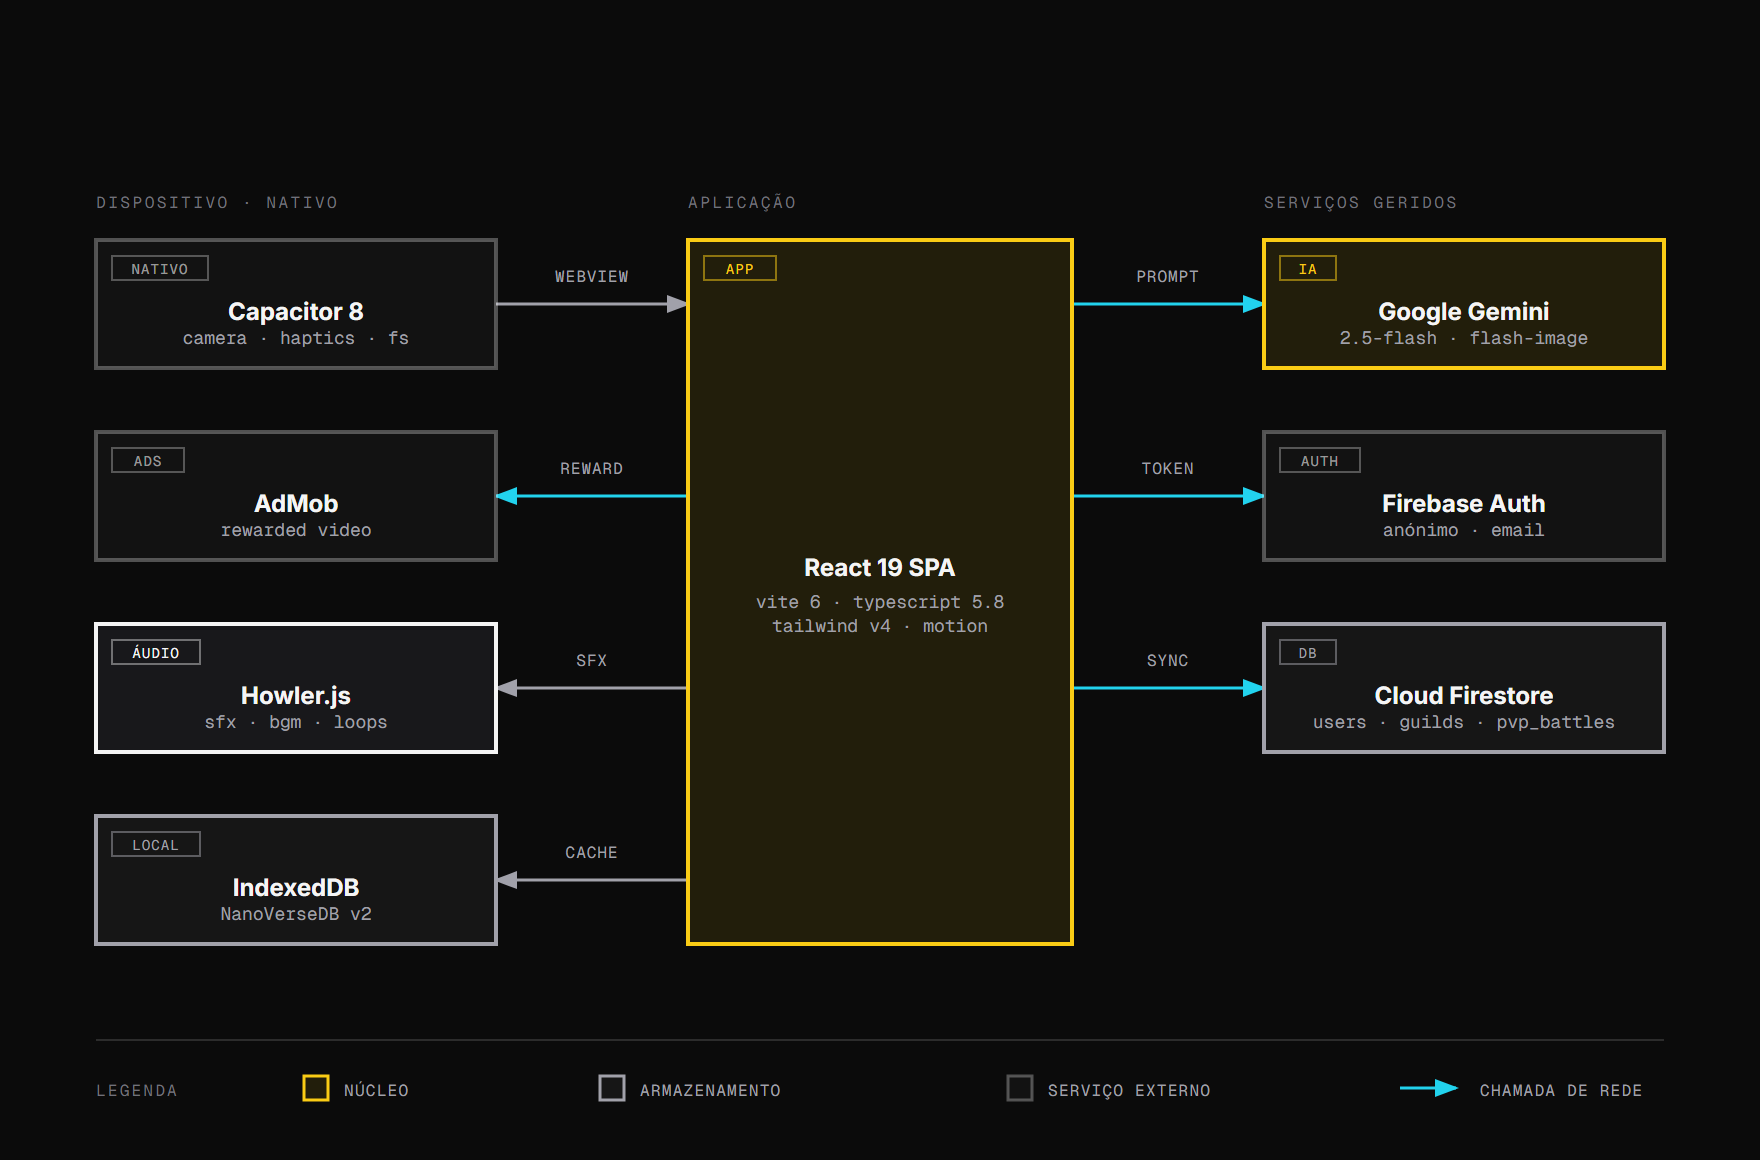 DISPOSITIVO · NATIVO
NATIVO
Capacitor 8
camera · haptics · fs
ADS
AdMob
rewarded video
ÁUDIO
Howler.js
sfx · bgm · loops
LOCAL
IndexedDB
NanoVerseDB v2
WEBVIEW
REWARD
SFX
CACHE
APLICAÇÃO
APP
React 19 SPA
vite 6 · typescript 5.8
tailwind v4 · motion
PROMPT
TOKEN
SYNC
SERVIÇOS GERIDOS
IA
Google Gemini
2.5-flash · flash-image
AUTH
Firebase Auth
anónimo · email
DB
Cloud Firestore
users · guilds · pvp_battles
LEGENDA
NÚCLEO
ARMAZENAMENTO
SERVIÇO EXTERNO
CHAMADA DE REDE